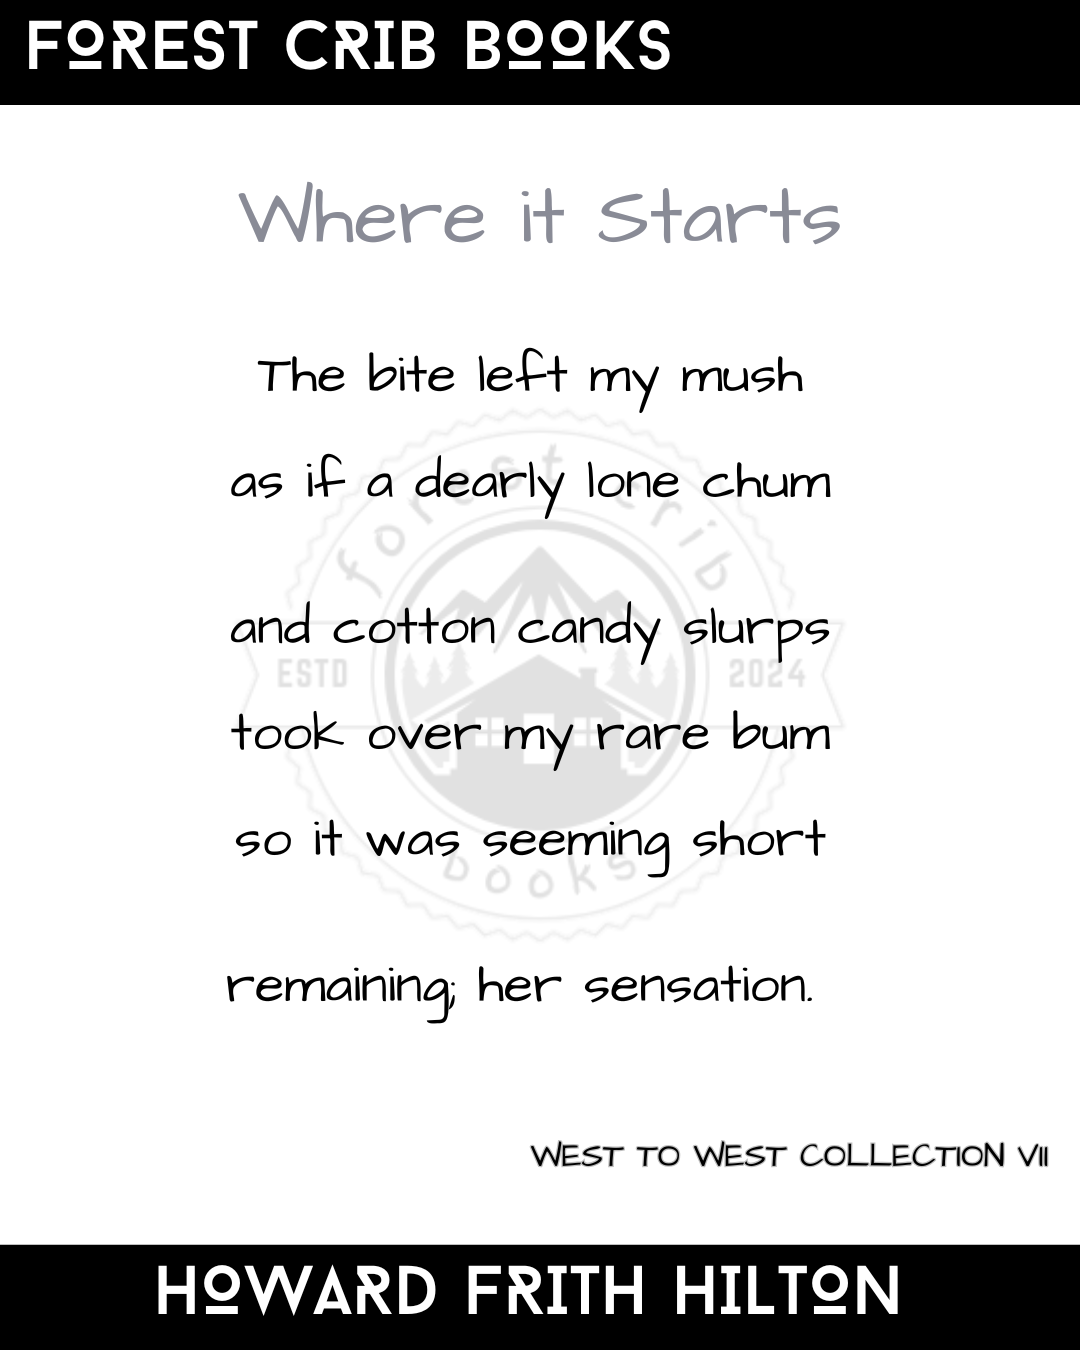 FOREST CRIB BOOKS
Where it Starts
The bite left my mush
as if a dearly lone chum
and cotton candy slurps
took over my rare bum
so it was seeming short
remaining; her sensation.
forest crib
ESTD 2024
books
WEST TO WEST COLLECTION VII
HOWARD FRITH HILTON